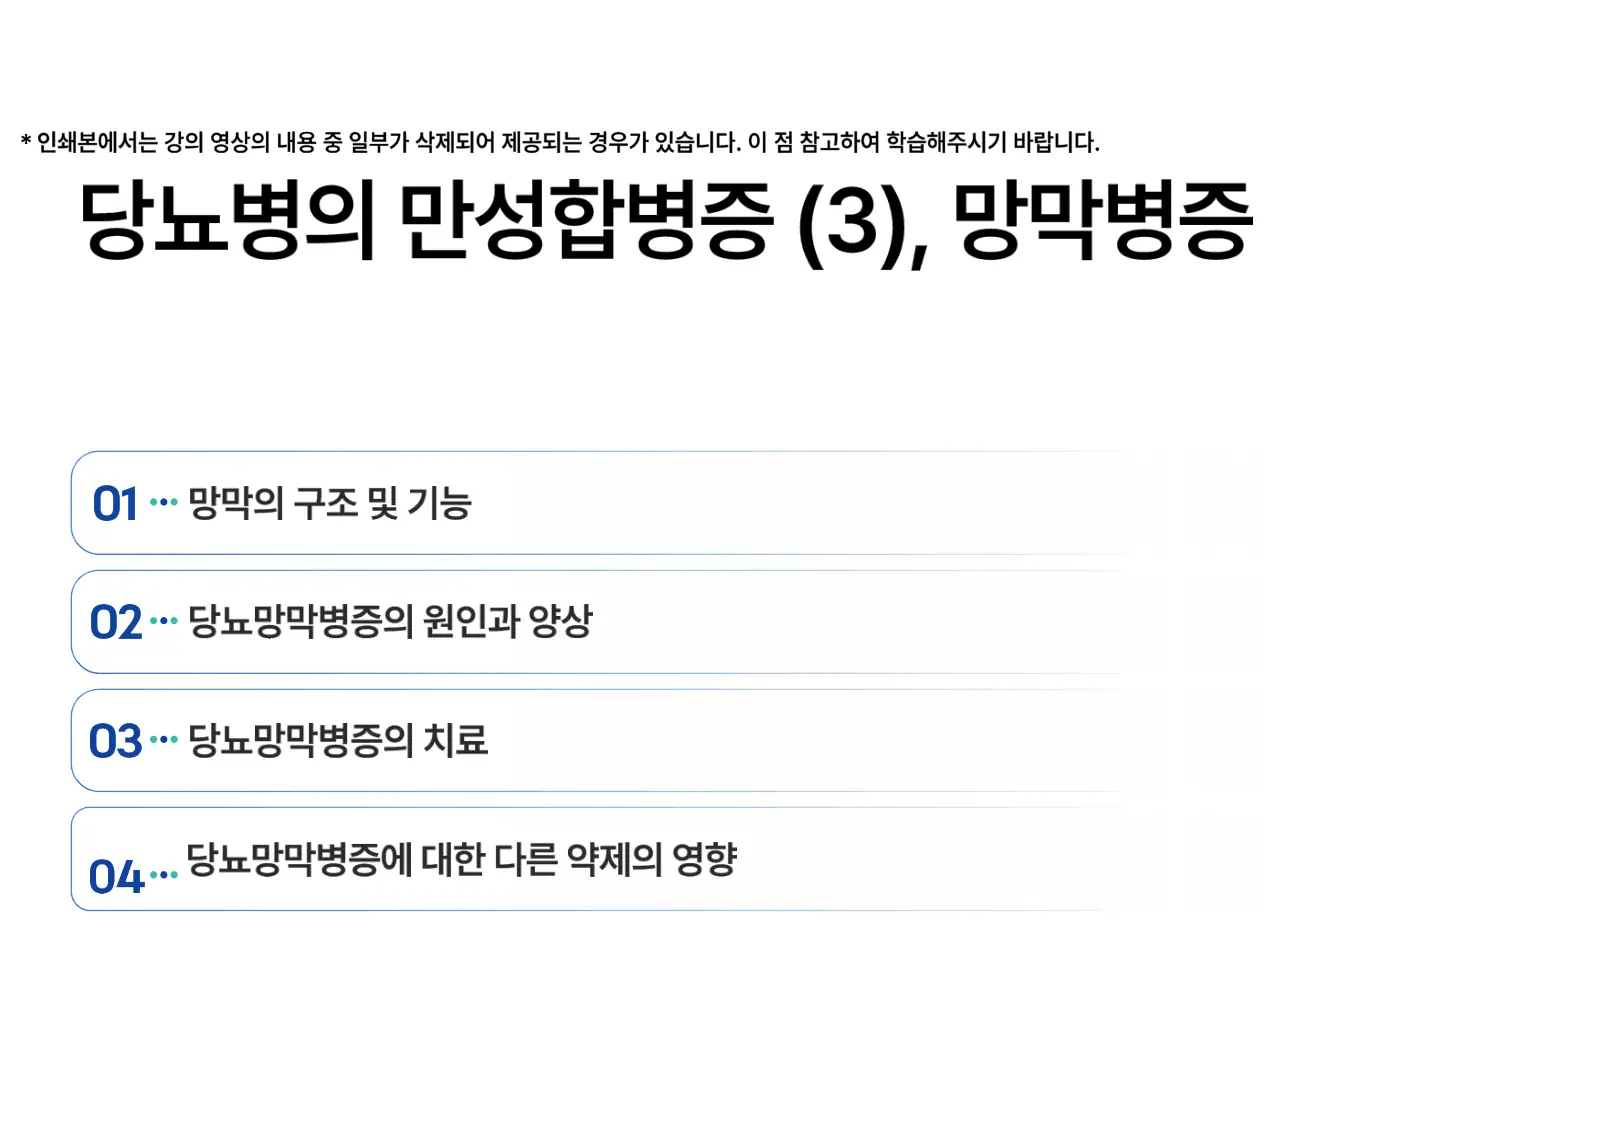 * 인쇄본에서는 강의 영상의 내용 중 일부가 삭제되어 제공되는 경우가 있습니다. 이 점 참고하여 학습해주시기 바랍니다.
당뇨병의 만성합병증 (3), 망막병증
01 ··· 망막의 구조 및 기능
02 ··· 당뇨망막병증의 원인과 양상
03 ··· 당뇨망막병증의 치료
04 ··· 당뇨망막병증에 대한 다른 약제의 영향